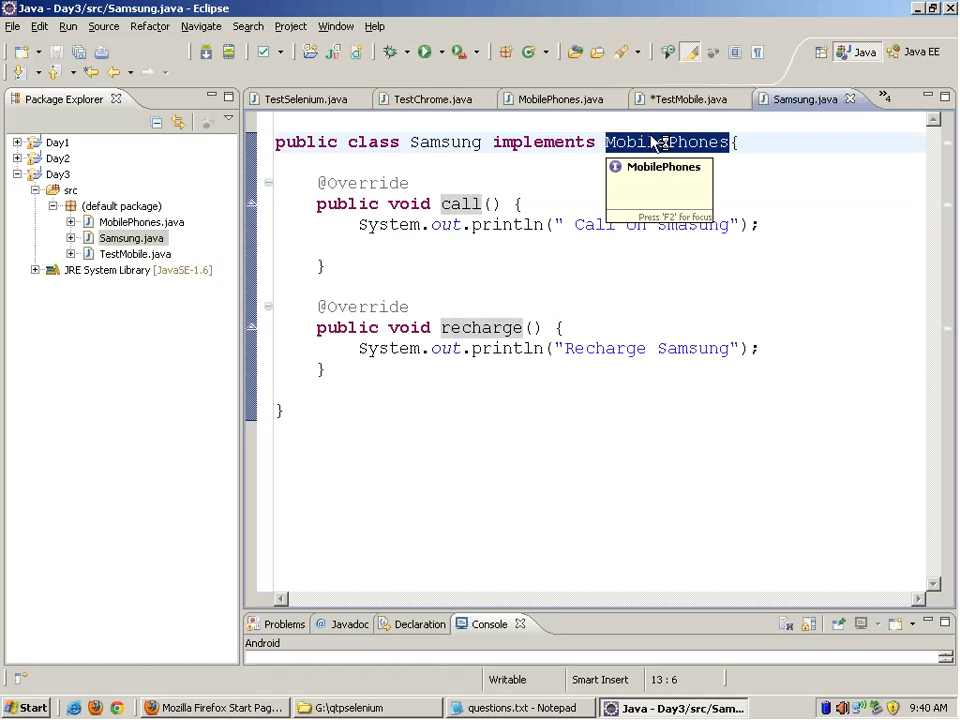 Java - Day3/src/Samsung.java - Eclipse
File Edit Run Source Refactor Navigate Search Project Window Help
Java
Java EE
Package Explorer
TestSelenium.java
TestChrome.java
MobilePhones.java
*TestMobile.java
Samsung.java
»4
Day1
Day2
Day3
src
(default package)
MobilePhones.java
Samsung.java
TestMobile.java
JRE System Library [JavaSE-1.6]
public class Samsung implements MobilePhones{
MobilePhones
Press 'F2' for focus
@Override
public void call() {
System.out.println(" Call on smasung");
}
@Override
public void recharge() {
System.out.println("Recharge Samsung");
}
}
Problems @ Javadoc Declaration Console
Android
Writable
Smart Insert
13 : 6
Start
Mozilla Firefox Start Pag...
G:\qtpselenium
questions.txt - Notepad
Java - Day3/src/Sam...
9:40 AM